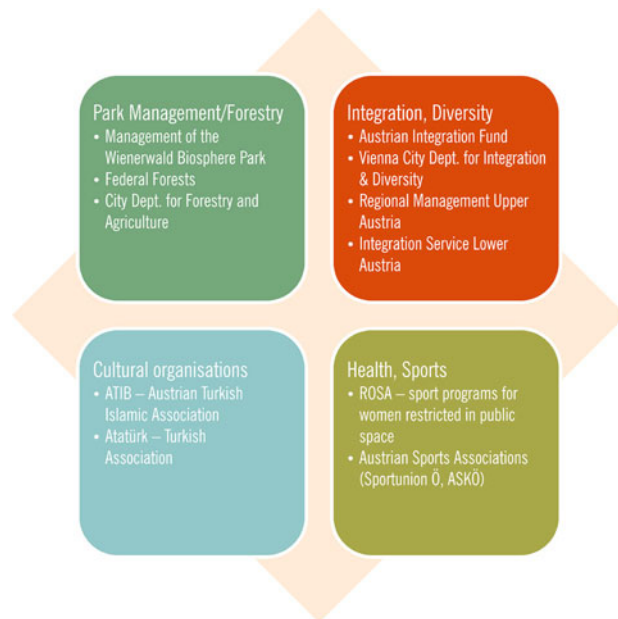 Park Management/Forestry
• Management of the
Wienerwald Biosphere Park
• Federal Forests
• City Dept. for Forestry and
Agriculture
Integration, Diversity
• Austrian Integration Fund
• Vienna City Dept. for Integration
& Diversity
• Regional Management Upper
Austria
• Integration Service Lower
Austria
Cultural organisations
• ATIB – Austrian Turkish
Islamic Association
• Atatürk – Turkish
Association
Health, Sports
• ROSA – sport programs for
women restricted in public
space
• Austrian Sports Associations
(Sportunion Ö, ASKÖ)